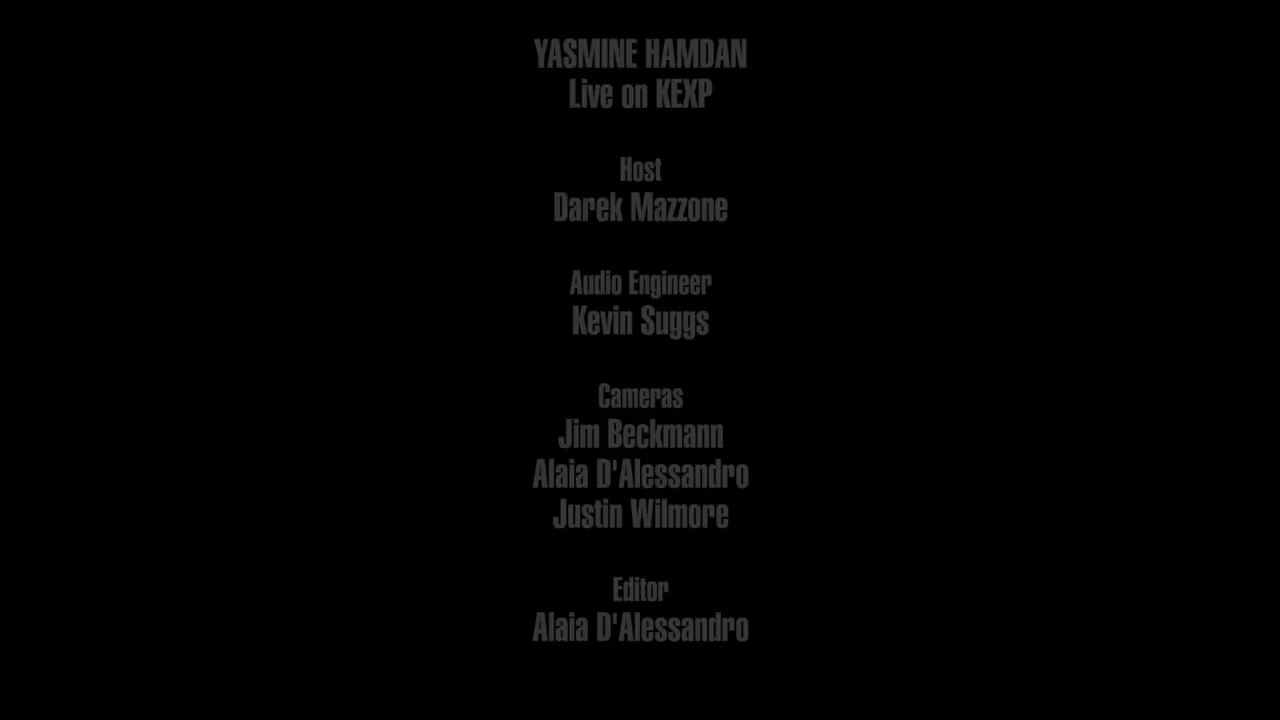 YASMINE HAMDAN
Live on KEXP
Host
Darek Mazzone
Audio Engineer
Kevin Suggs
Cameras
Jim Beckmann
Alaia D'Alessandro
Justin Wilmore
Editor
Alaia D'Alessandro